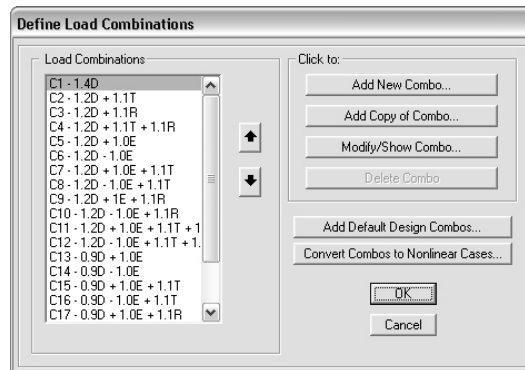 Define Load Combinations
Load Combinations
C1 - 1.4D
C2 - 1.2D + 1.1T
C3 - 1.2D + 1.1R
C4 - 1.2D + 1.1T + 1.1R
C5 - 1.2D + 1.0E
C6 - 1.2D - 1.0E
C7 - 1.2D + 1.0E + 1.1T
C8 - 1.2D - 1.0E + 1.1T
C9 - 1.2D + 1E + 1.1R
C10 - 1.2D - 1.0E + 1.1R
C11 - 1.2D + 1.0E + 1.1T + 1
C12 - 1.2D - 1.0E + 1.1T + 1.
C13 - 0.9D + 1.0E
C14 - 0.9D - 1.0E
C15 - 0.9D + 1.0E + 1.1T
C16 - 0.9D - 1.0E + 1.1T
C17 - 0.9D + 1.0E + 1.1R
Click to:
Add New Combo...
Add Copy of Combo...
Modify/Show Combo...
Delete Combo
Add Default Design Combos...
Convert Combos to Nonlinear Cases...
OK
Cancel